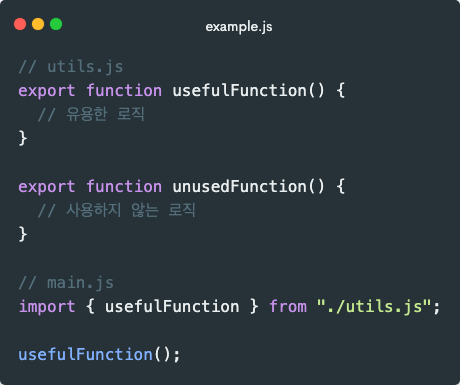 example.js
// utils.js
export function usefulFunction() {
  // 유용한 로직
}
export function unusedFunction() {
  // 사용하지 않는 로직
}
// main.js
import { usefulFunction } from "./utils.js";
usefulFunction();